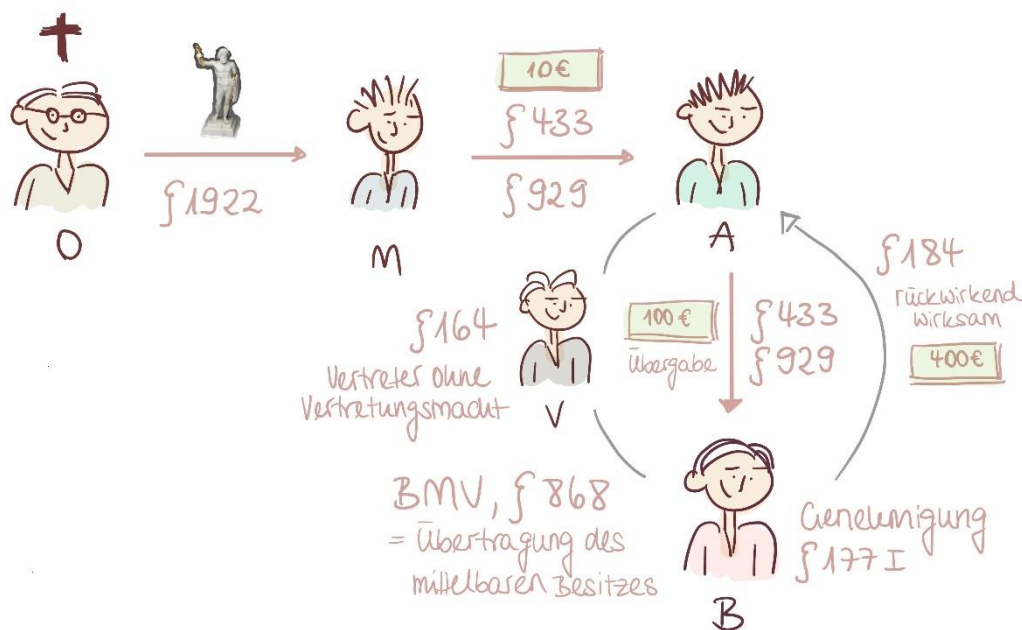 10€
§433
§929
§1922
O
M
A
§184
rückwirkend
wirksam
400€
§164
Vertreter ohne
Vertretungsmacht
V
100€
Übergabe
§433
§929
BMV, §868
= Übertragung des
mittelbaren Besitzes
Genehmigung
§177 I
B